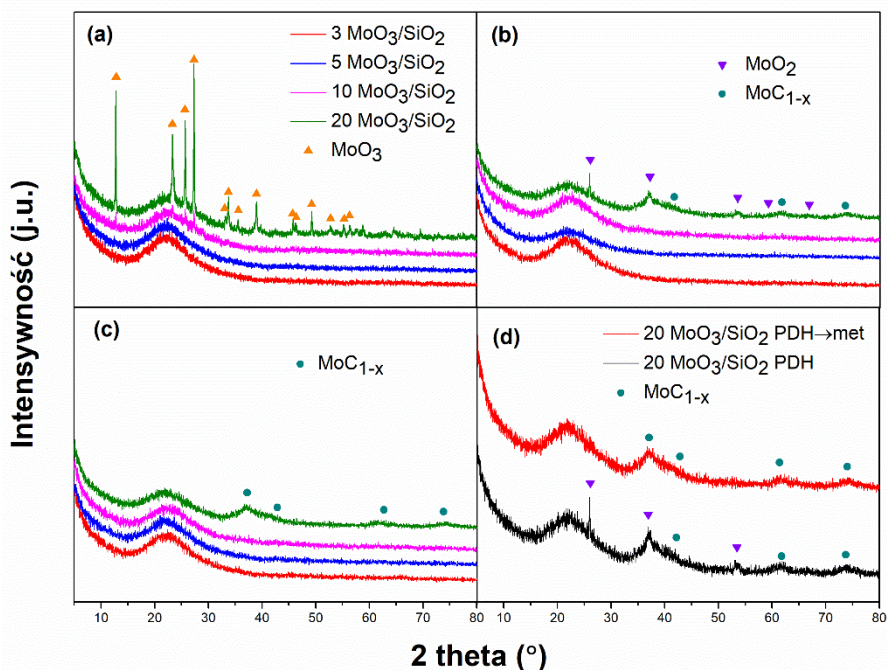 Intensywność (j.u.)
(a)
3 MoO3/SiO2
5 MoO3/SiO2
10 MoO3/SiO2
20 MoO3/SiO2
MoO3
(b)
MoO2
MoC1-x
(c)
MoC1-x
(d)
20 MoO3/SiO2 PDH→met
20 MoO3/SiO2 PDH
MoC1-x
MoO2
10 20 30 40 50 60 70 80 10 20 30 40 50 60 70 80
2 theta (°)